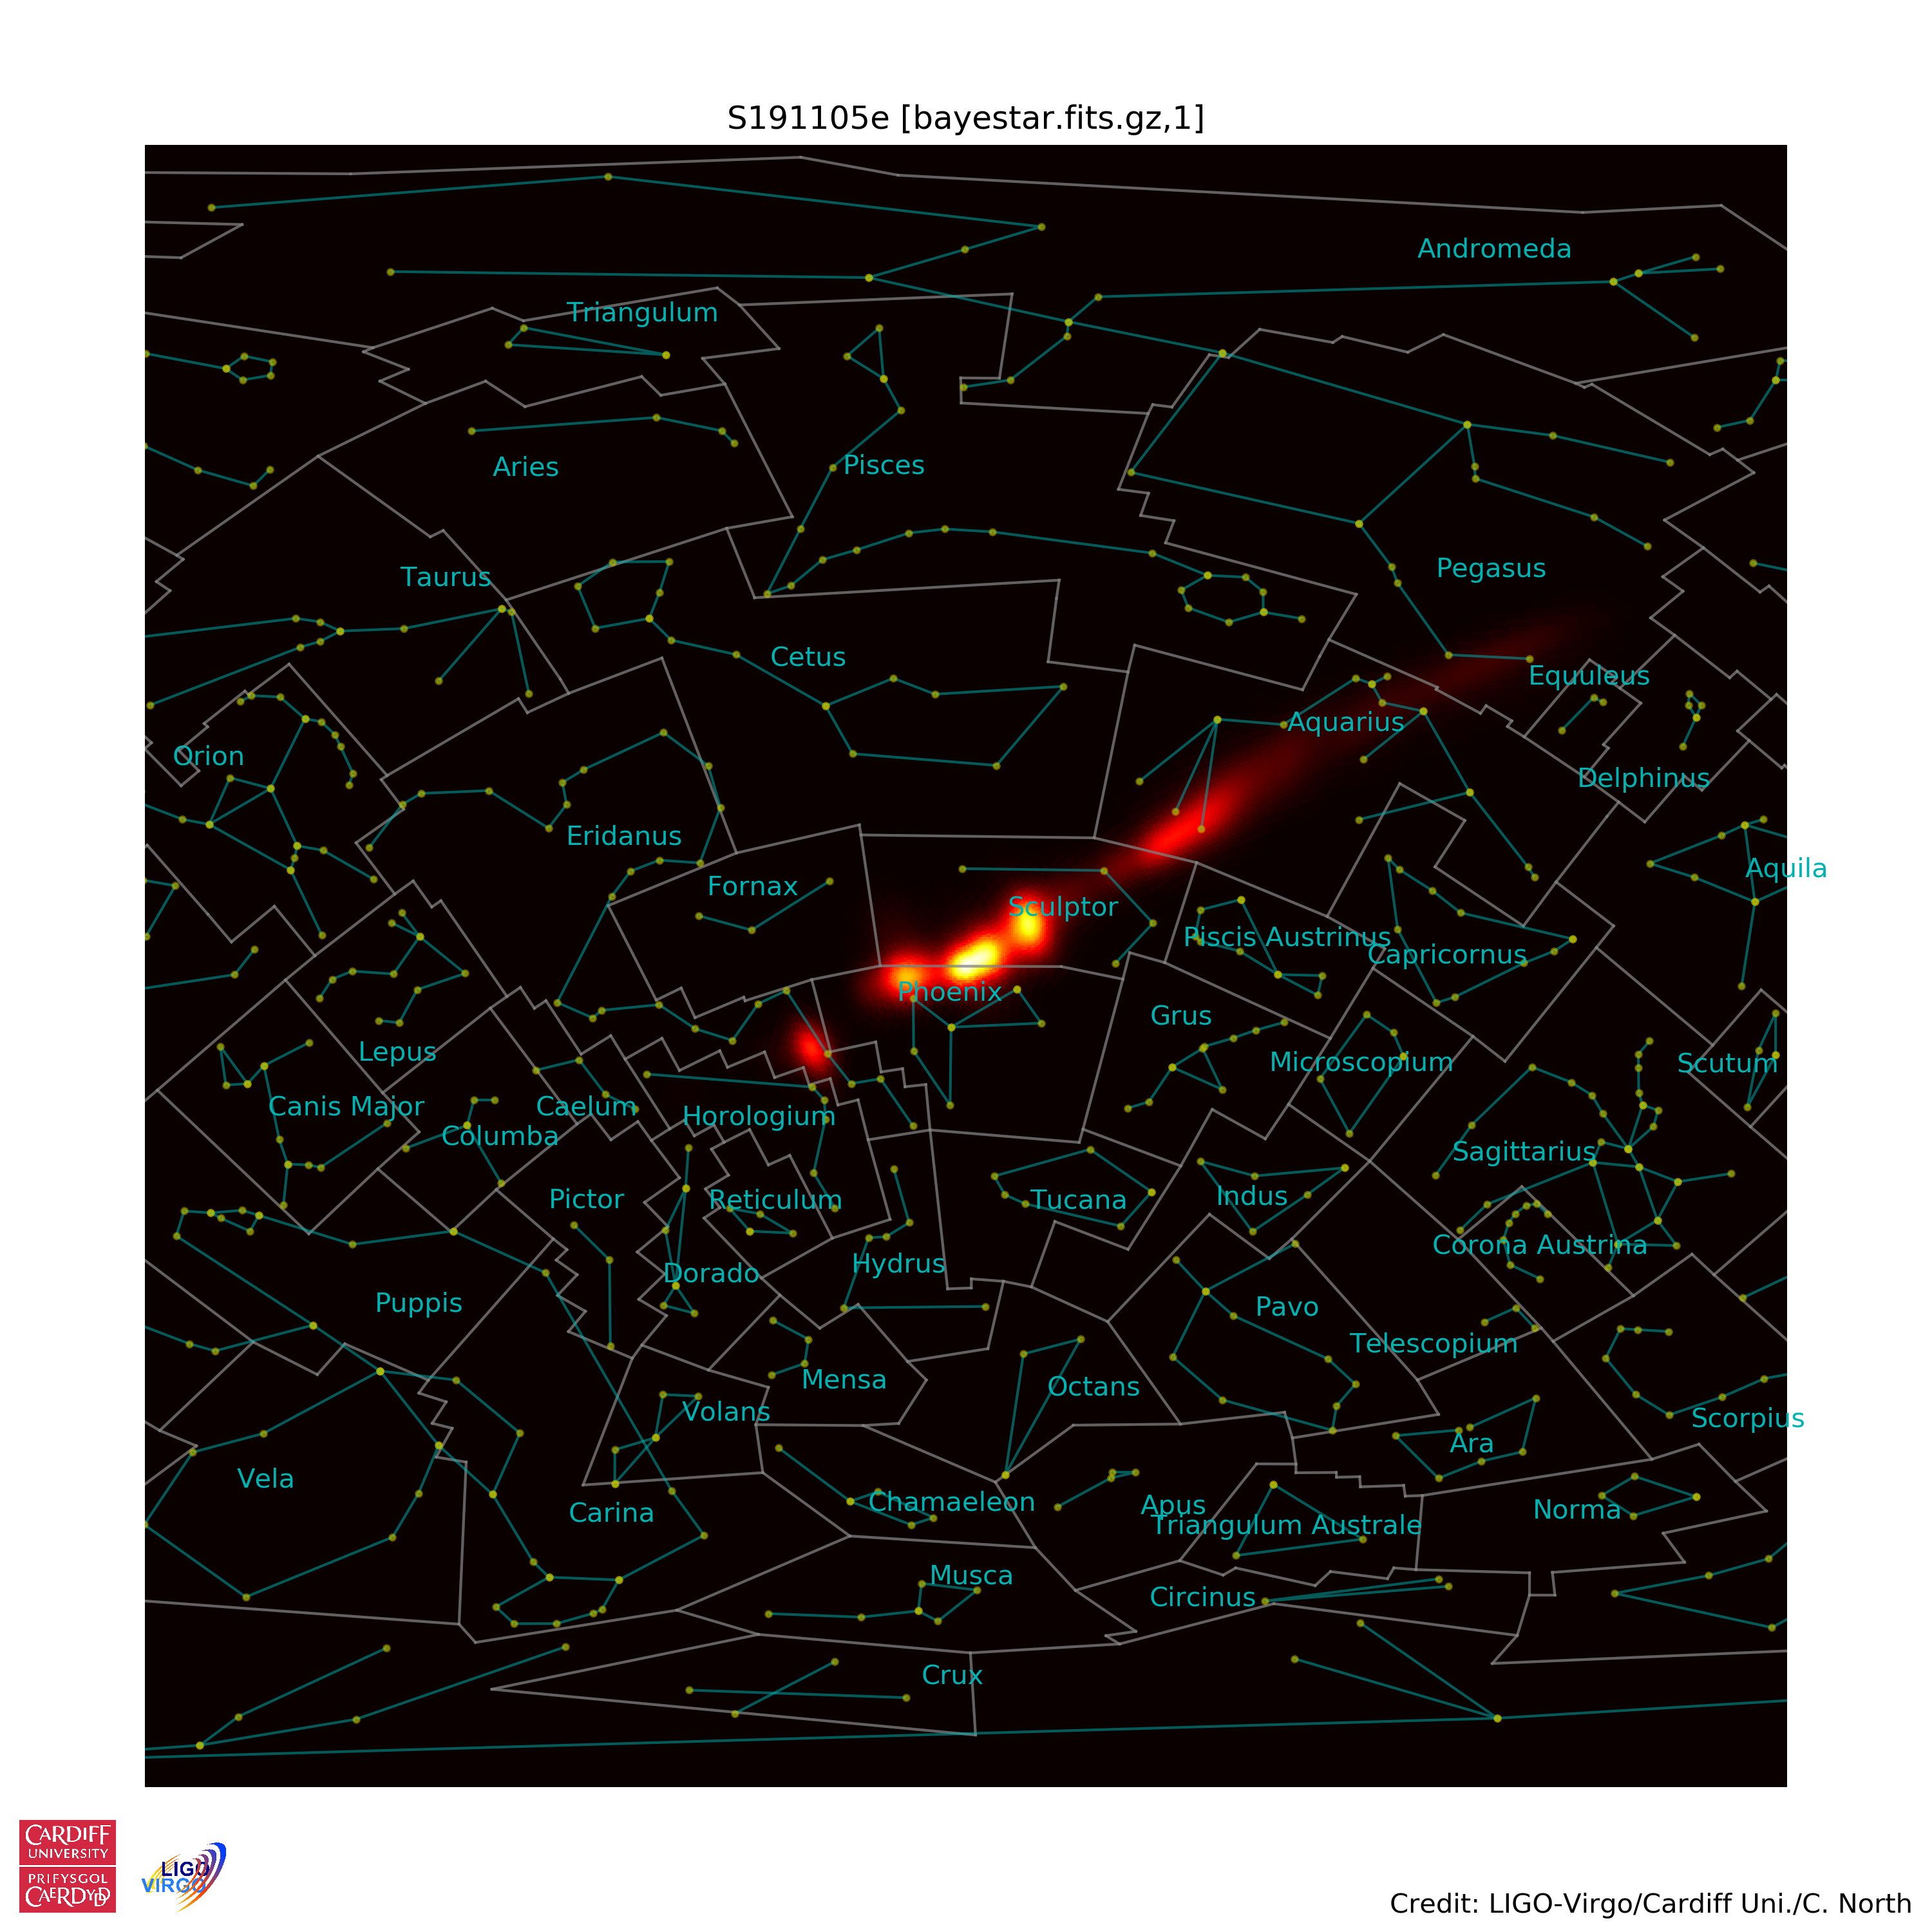 S191105e [bayestar.fits.gz,1]
Andromeda
Triangulum
Aries
Pisces
Pegasus
Taurus
Cetus
Equuleus
Aquarius
Orion
Delphinus
Eridanus
Aquila
Fornax
Sculptor
Piscis Austrinus
Capricornus
Phoenix
Grus
Lepus
Microscopium
Scutum
Canis Major
Caelum
Horologium
Columba
Sagittarius
Pictor
Reticulum
Tucana
Indus
Corona Austrina
Hydrus
Dorado
Puppis
Pavo
Telescopium
Mensa
Octans
Volans
Scorpius
Ara
Vela
Chamaeleon
Apus
Norma
Carina
Triangulum Australe
Musca
Circinus
Crux
CARDIFF
UNIVERSITY
PRIFYSGOL
CAERDYDD
LIGO
VIRGO
Credit: LIGO-Virgo/Cardiff Uni./C. North